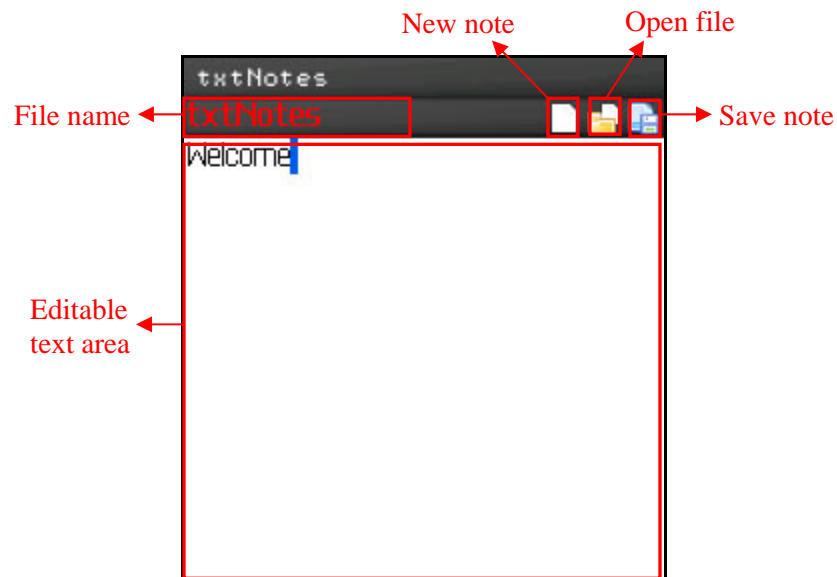 New note
Open file
txtNotes
File name
txtNotes
Save note
Welcome
Editable
text area